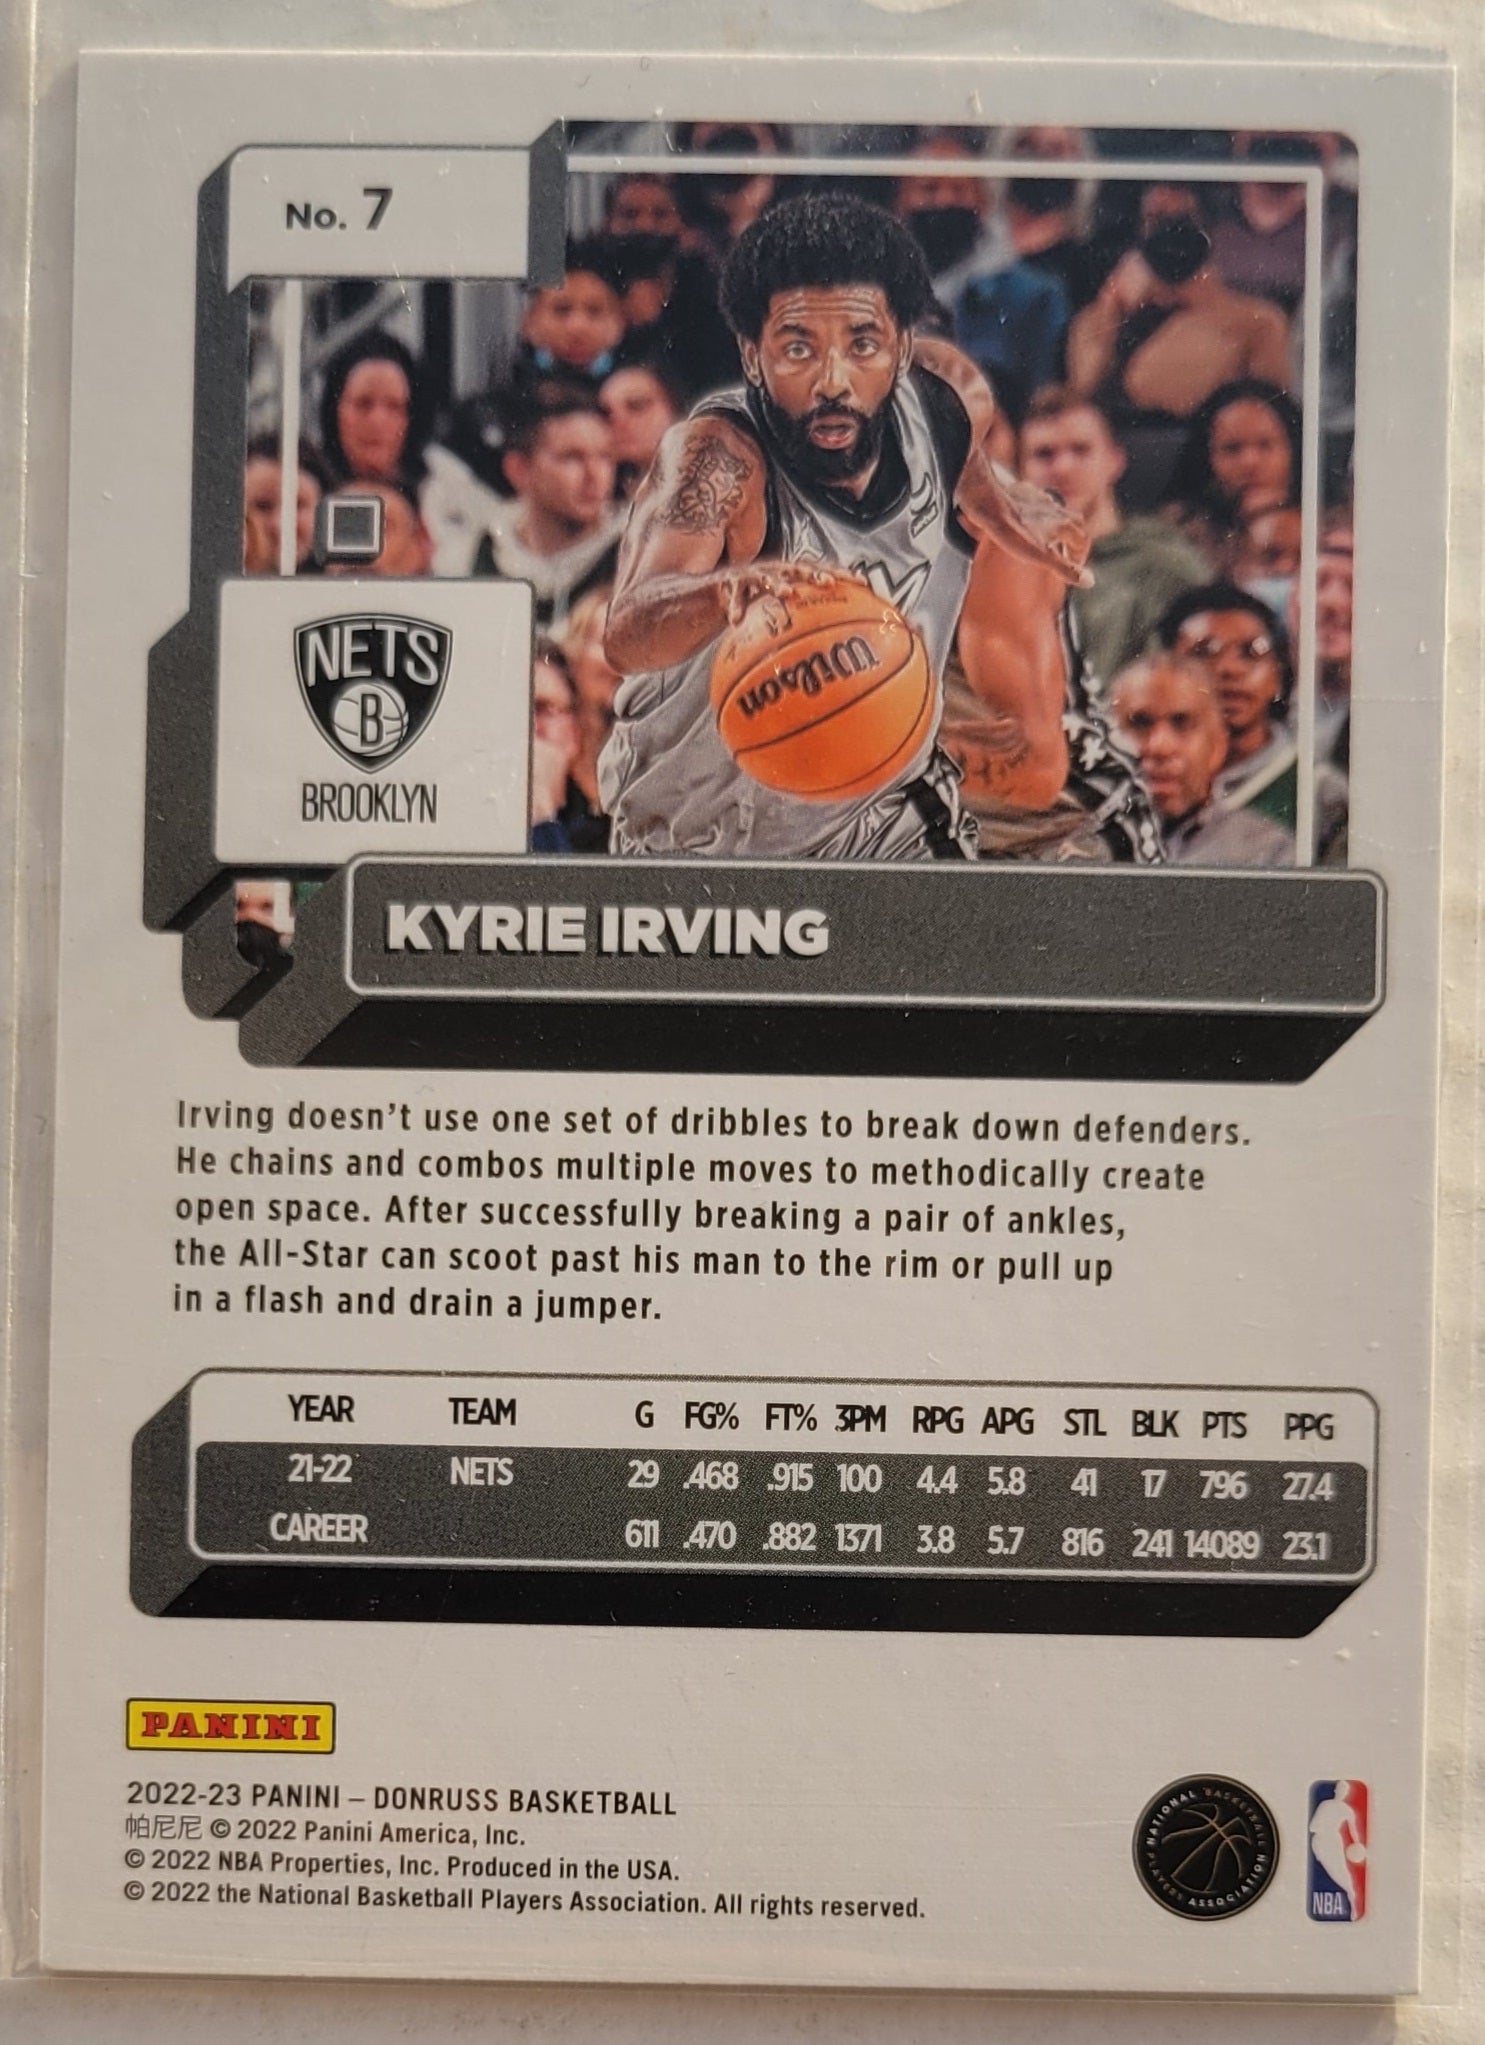 No. 7
NETS
B
BROOKLYN
Wilson
KYRIE IRVING
Irving doesn't use one set of dribbles to break down defenders.
He chains and combos multiple moves to methodically create
open space. After successfully breaking a pair of ankles,
the All-Star can scoot past his man to the rim or pull up
in a flash and drain a jumper.
YEAR TEAM G FG% FT% 3PM RPG APG STL BLK PTS PPG
21-22 NETS 29 .468 .915 100 4.4 5.8 41 17 796 27.4
CAREER 611 .470 .882 1371 3.8 5.7 816 241 14089 23.1
PANINI
2022-23 PANINI – DONRUSS BASKETBALL
帕尼尼 © 2022 Panini America, Inc.
© 2022 NBA Properties, Inc. Produced in the USA.
© 2022 the National Basketball Players Association. All rights reserved.
NATIONAL BASKETBALL PLAYERS ASSOCIATION
NBA